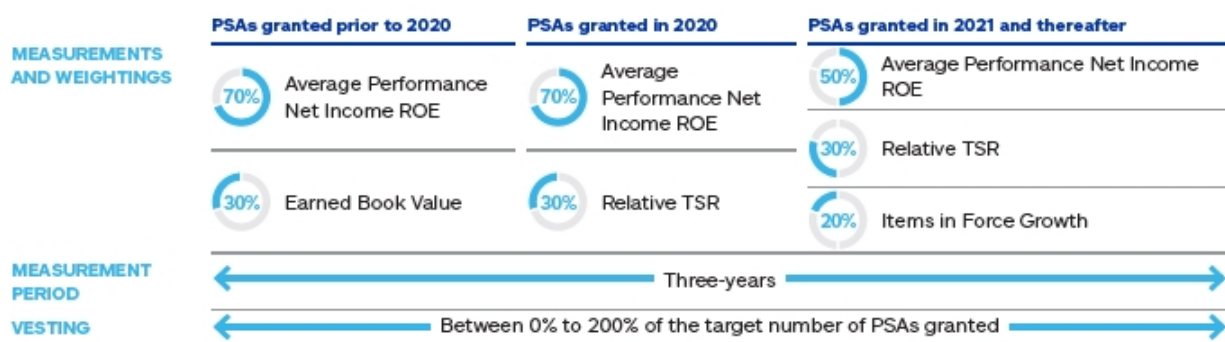 PSAs granted prior to 2020
PSAs granted in 2020
PSAs granted in 2021 and thereafter
MEASUREMENTS
AND WEIGHTINGS
70%
Average Performance
Net Income ROE
30%
Earned Book Value
70%
Average
Performance Net
Income ROE
30%
Relative TSR
50%
Average Performance Net Income
ROE
30%
Relative TSR
20%
Items in Force Growth
MEASUREMENT
PERIOD
Three-years
VESTING
Between 0% to 200% of the target number of PSAs granted